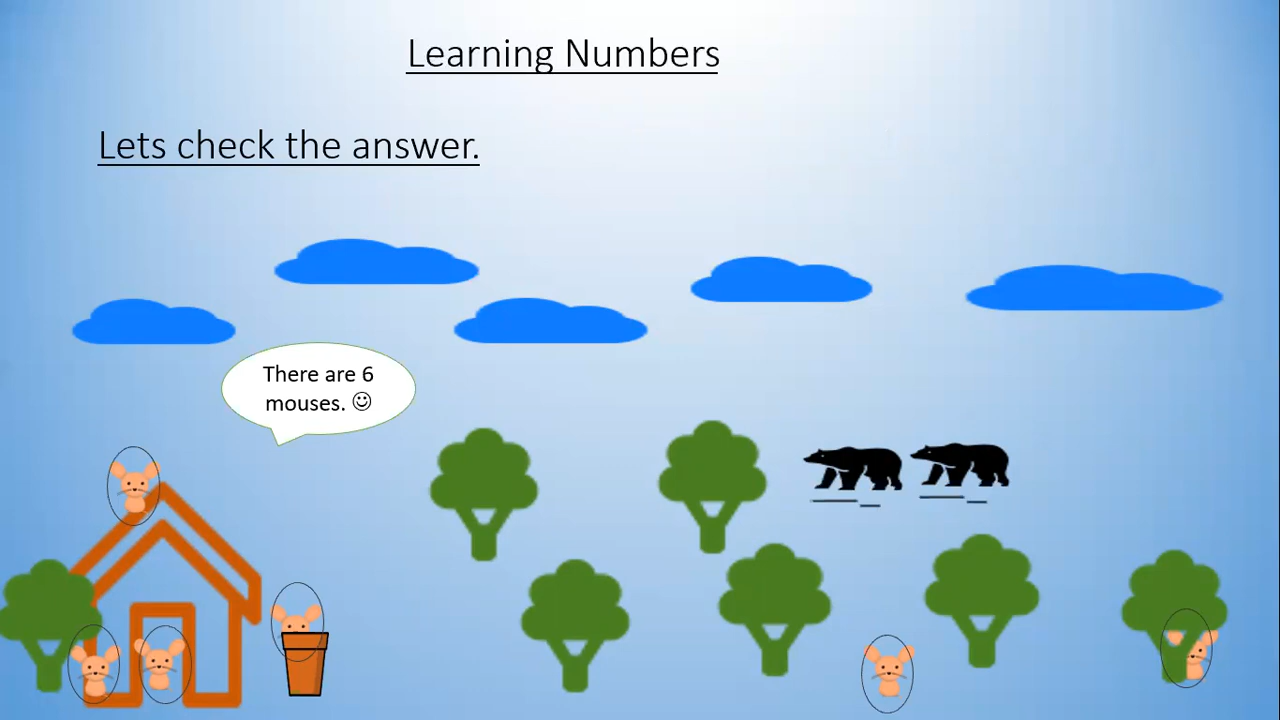 Learning Numbers
Lets check the answer.
There are 6
mouses. ☺